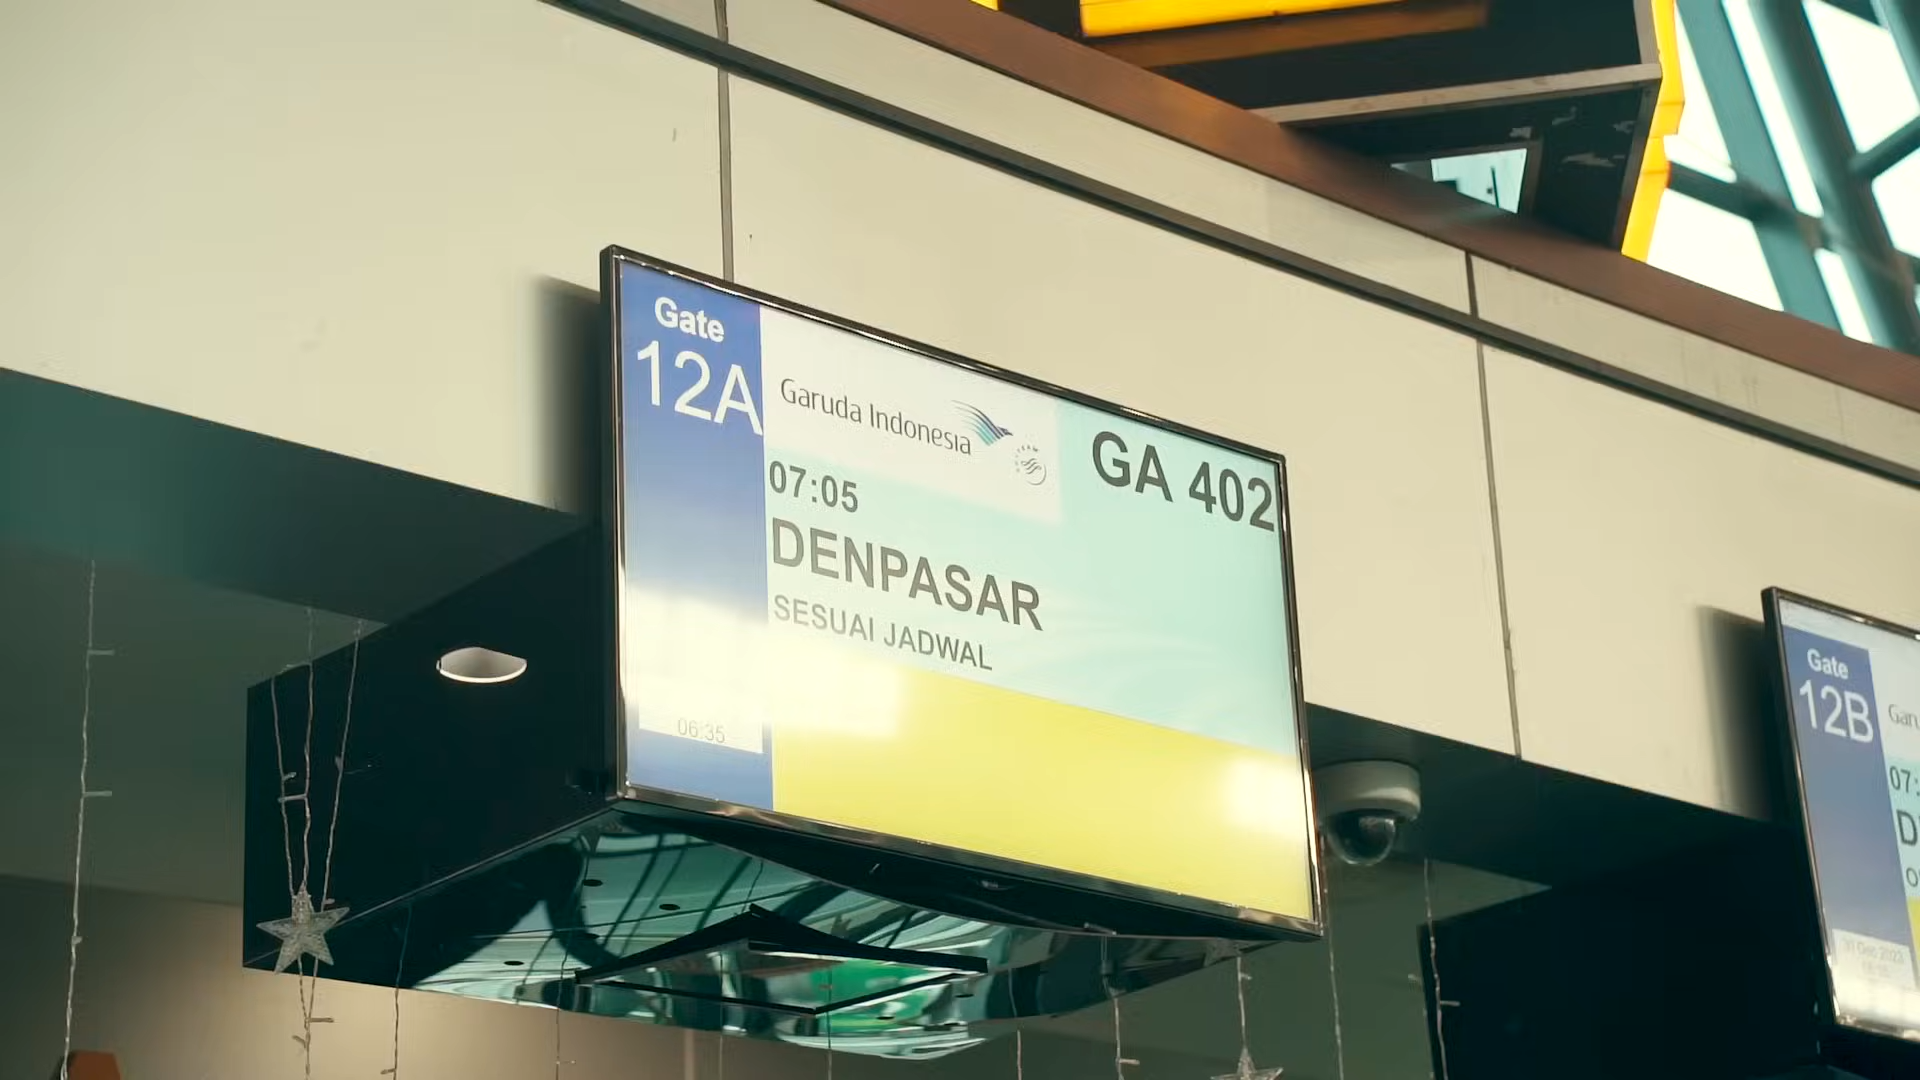 Gate
12A
Garuda Indonesia
GA 402
07:05
DENPASAR
SESUAI JADWAL
06:35
Gate
12B